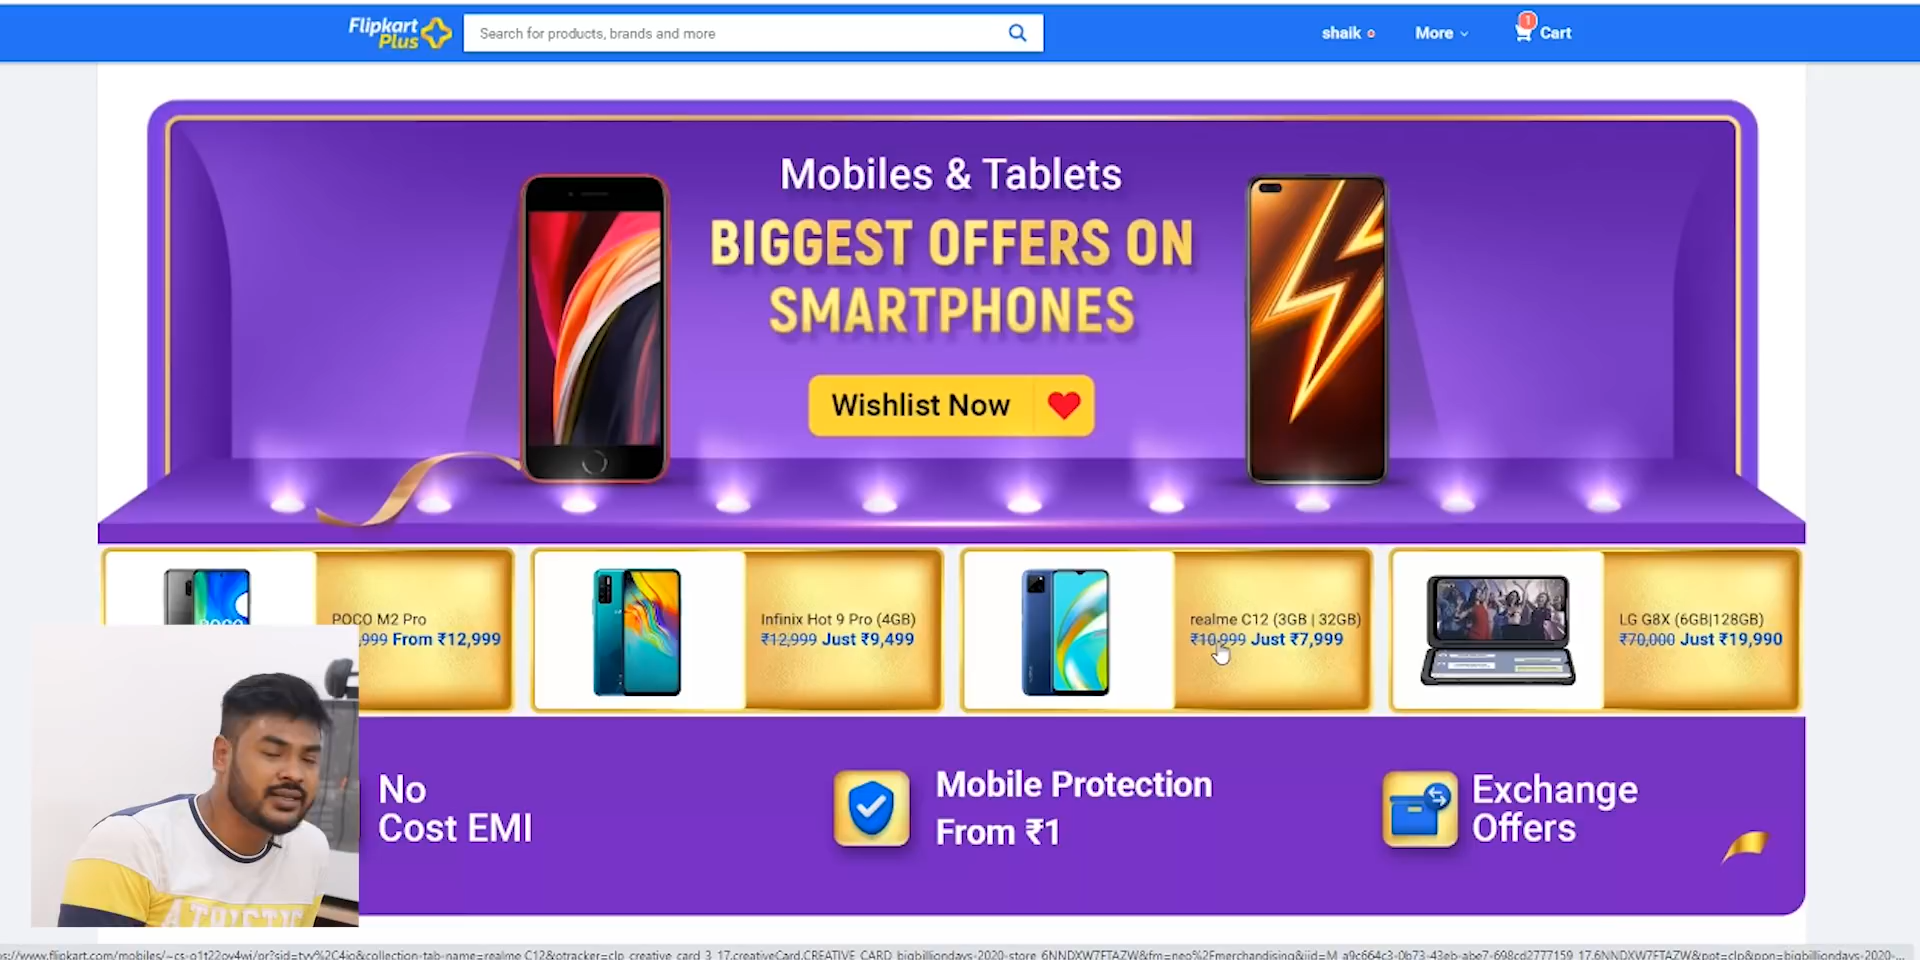 Flipkart
Plus
Search for products, brands and more
shaik
More
1
Cart
Mobiles & Tablets
BIGGEST OFFERS ON
SMARTPHONES
Wishlist Now
POCO M2 Pro
,999 From ₹12,999
Infinix Hot 9 Pro (4GB)
₹12,999 Just ₹9,499
realme C12 (3GB | 32GB)
₹10,999 Just ₹7,999
LG G8X (6GB|128GB)
₹70,000 Just ₹19,990
No
Cost EMI
Mobile Protection
From ₹1
Exchange
Offers